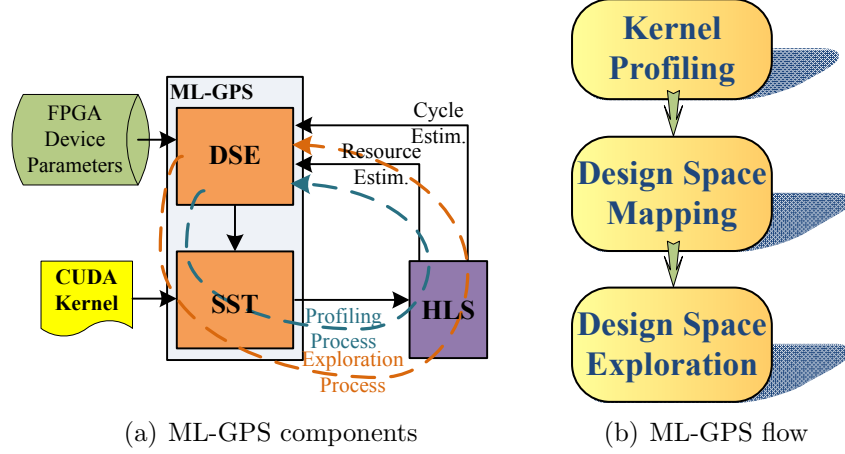 ML-GPS
FPGA
Device
Parameters
DSE
Cycle
Estim.
Resource
Estim.
CUDA
Kernel
SST
HLS
Profiling
Process
Exploration
Process
(a) ML-GPS components
Kernel
Profiling
Design Space
Mapping
Design Space
Exploration
(b) ML-GPS flow